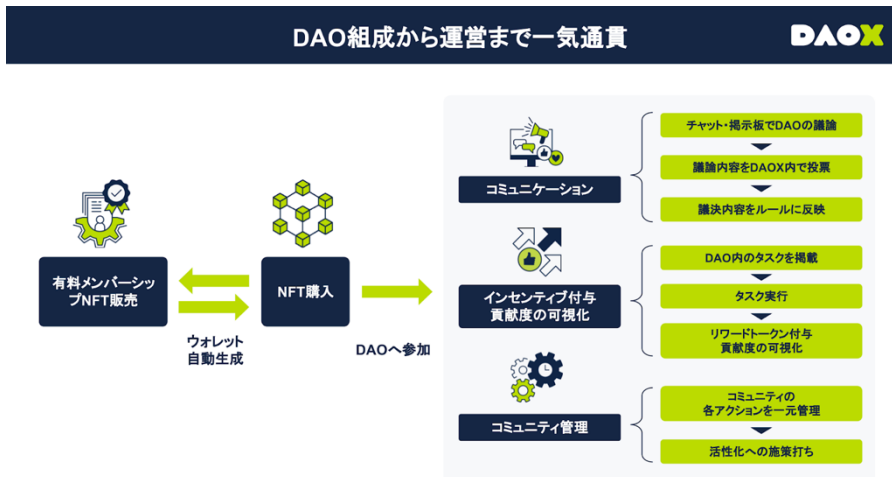 DAO組成から運営まで一気通貫
DAOX
有料メンバーシッ
プNFT販売
ウォレット
自動生成
NFT購入
DAOへ参加
コミュニケーション
チャット・掲示板でDAOの議論
議論内容をDAOX内で投票
議決内容をルールに反映
インセンティブ付与
貢献度の可視化
DAO内のタスクを掲載
タスク実行
リワードトークン付与
貢献度の可視化
コミュニティ管理
コミュニティの
各アクションを一元管理
活性化への施策打ち